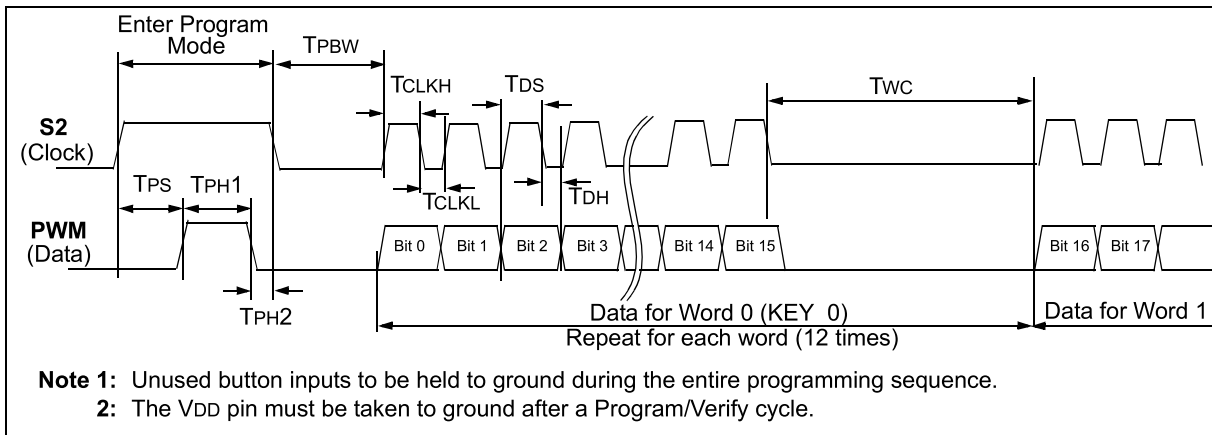 Enter Program
Mode
TPBW
TCLKH
TDS
TWC
S2
(Clock)
TPS
TPH1
TCLKL
TDH
PWM
(Data)
Bit 0
Bit 1
Bit 2
Bit 3
Bit 14
Bit 15
Bit 16
Bit 17
TPH2
Data for Word 0 (KEY_0)
Data for Word 1
Repeat for each word (12 times)
Note 1: Unused button inputs to be held to ground during the entire programming sequence.
2: The VDD pin must be taken to ground after a Program/Verify cycle.